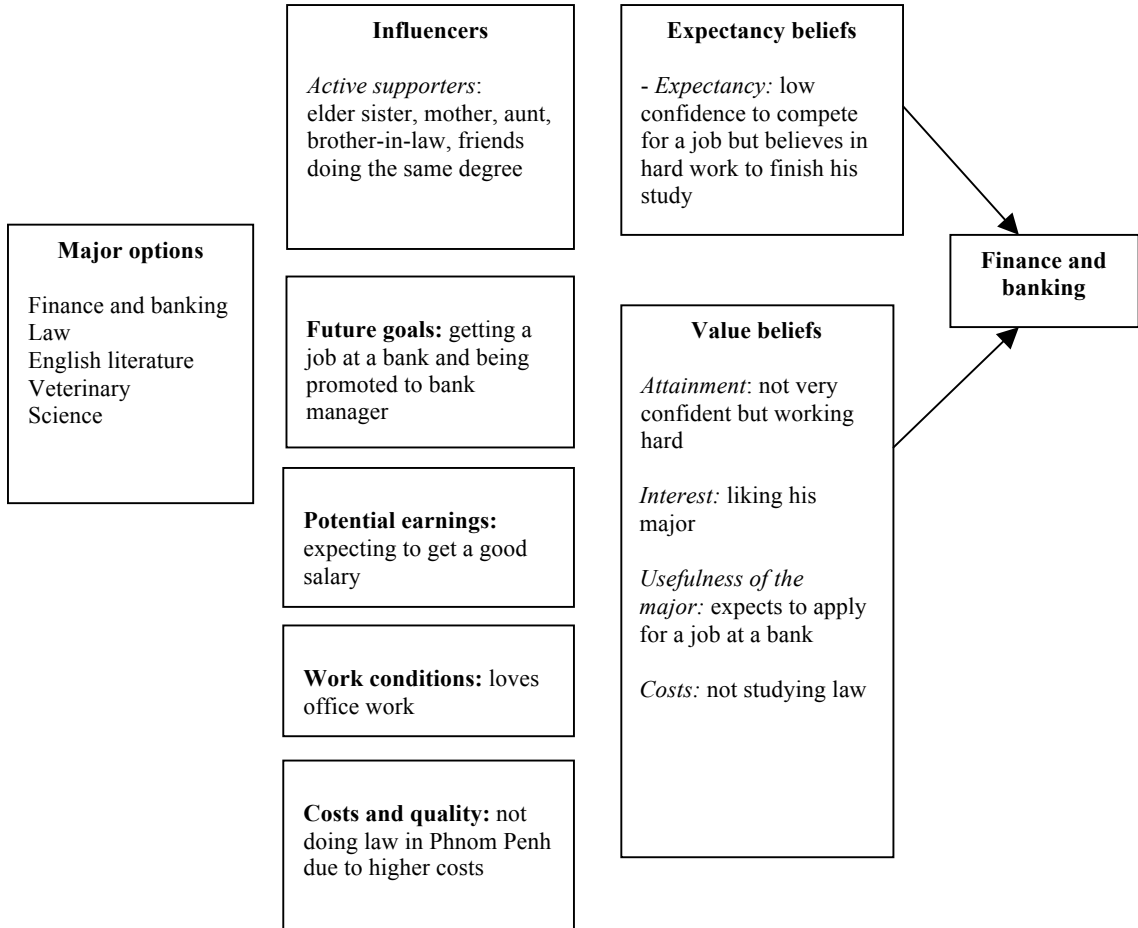 Major options
Finance and banking
Law
English literature
Veterinary
Science
Influencers
Active supporters:
elder sister, mother, aunt,
brother-in-law, friends
doing the same degree
Future goals: getting a
job at a bank and being
promoted to bank
manager
Potential earnings:
expecting to get a good
salary
Work conditions: loves
office work
Costs and quality: not
doing law in Phnom Penh
due to higher costs
Expectancy beliefs
- Expectancy: low
confidence to compete
for a job but believes in
hard work to finish his
study
Value beliefs
Attainment: not very
confident but working
hard
Interest: liking his
major
Usefulness of the
major: expects to apply
for a job at a bank
Costs: not studying law
Finance and
banking